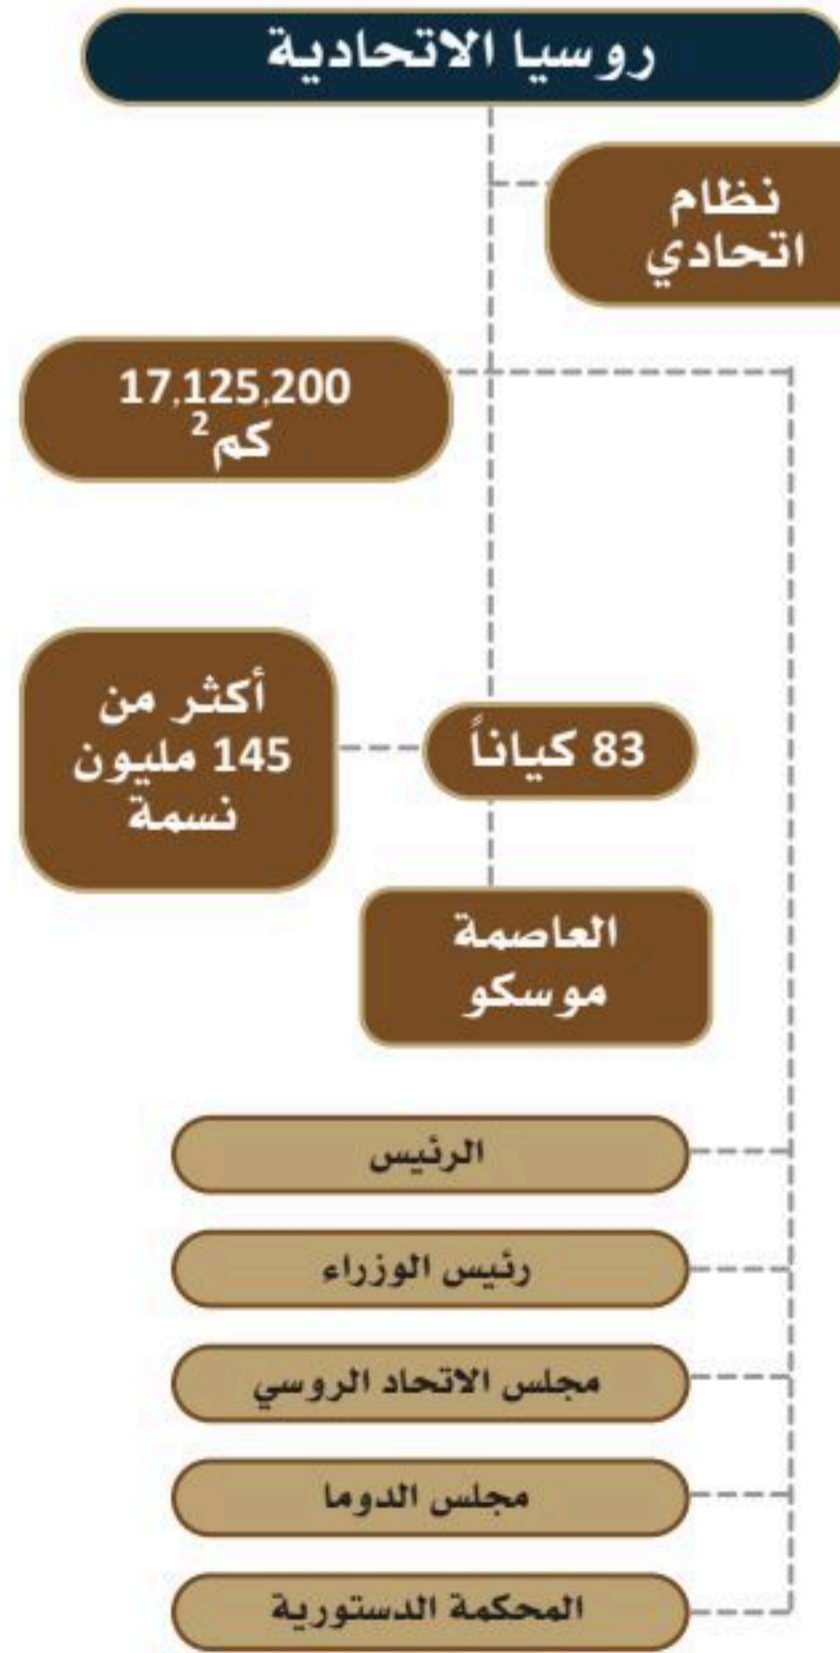 روسيا الاتحادية
نظام
اتحادي
17,125,200
كم²
أكثر من
145 مليون
نسمة
83 كياناً
العاصمة
موسكو
الرئيس
رئيس الوزراء
مجلس الاتحاد الروسي
مجلس الدوما
المحكمة الدستورية